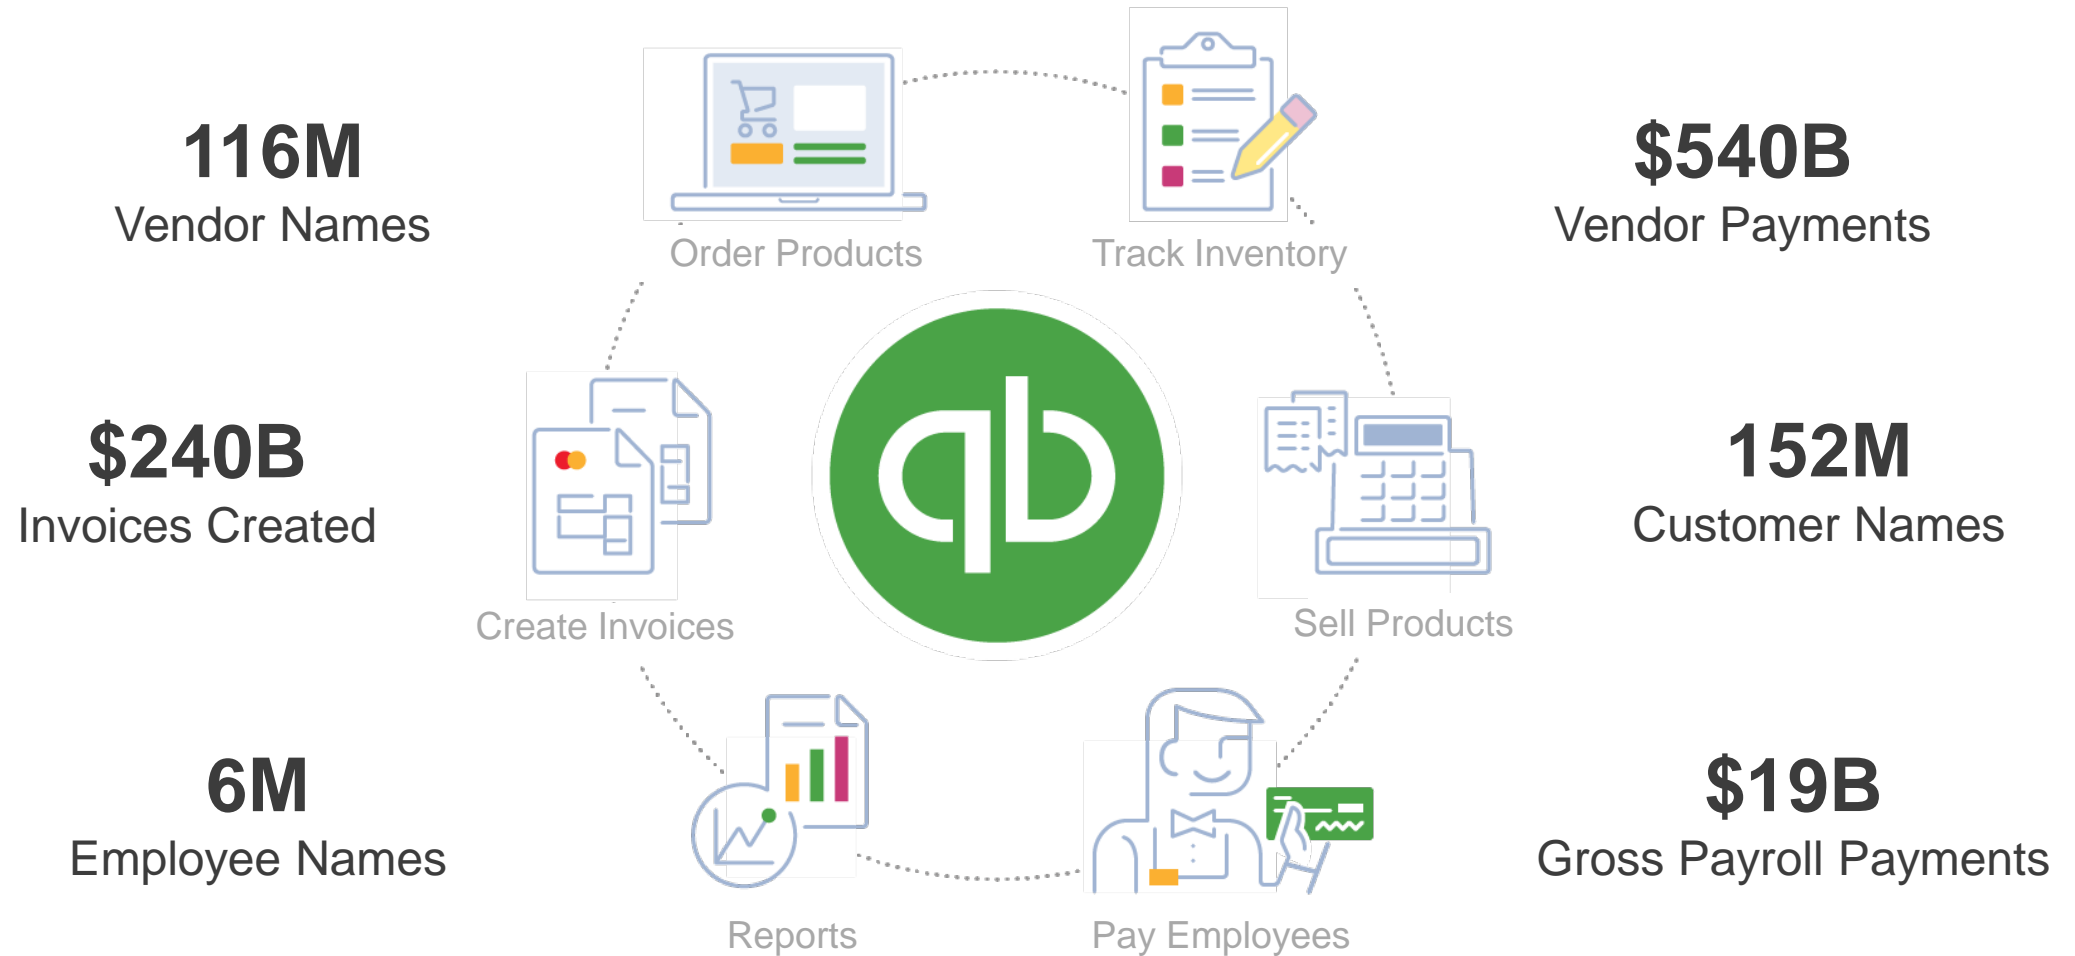 116M
Vendor Names
$240B
Invoices Created
6M
Employee Names
Order Products
Track Inventory
Create Invoices
qb
Sell Products
Reports
Pay Employees
$540B
Vendor Payments
152M
Customer Names
$19B
Gross Payroll Payments